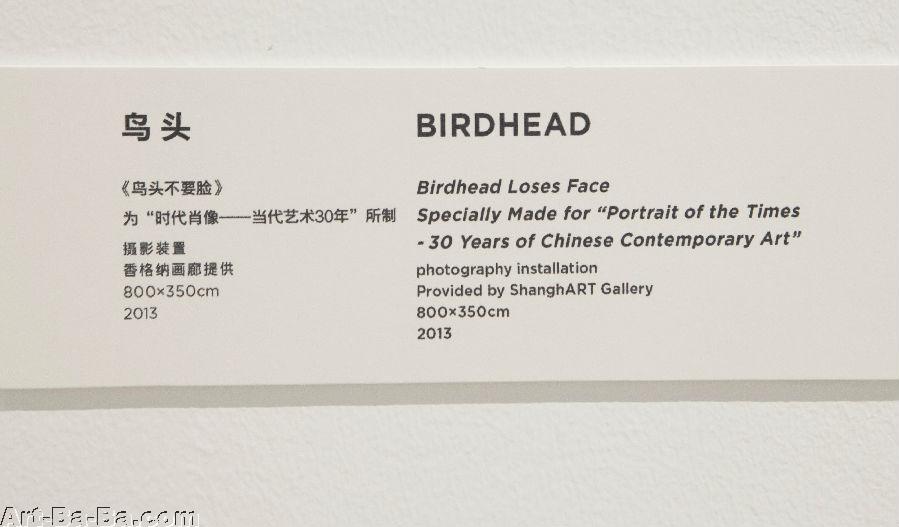 鸟头
《鸟头不要脸》
为“时代肖像——当代艺术30年”所制
摄影装置
香格纳画廊提供
800×350cm
2013
BIRDHEAD
Birdhead Loses Face
Specially Made for “Portrait of the Times
- 30 Years of Chinese Contemporary Art”
photography installation
Provided by ShanghART Gallery
800×350cm
2013
Art-Ba-Ba.com